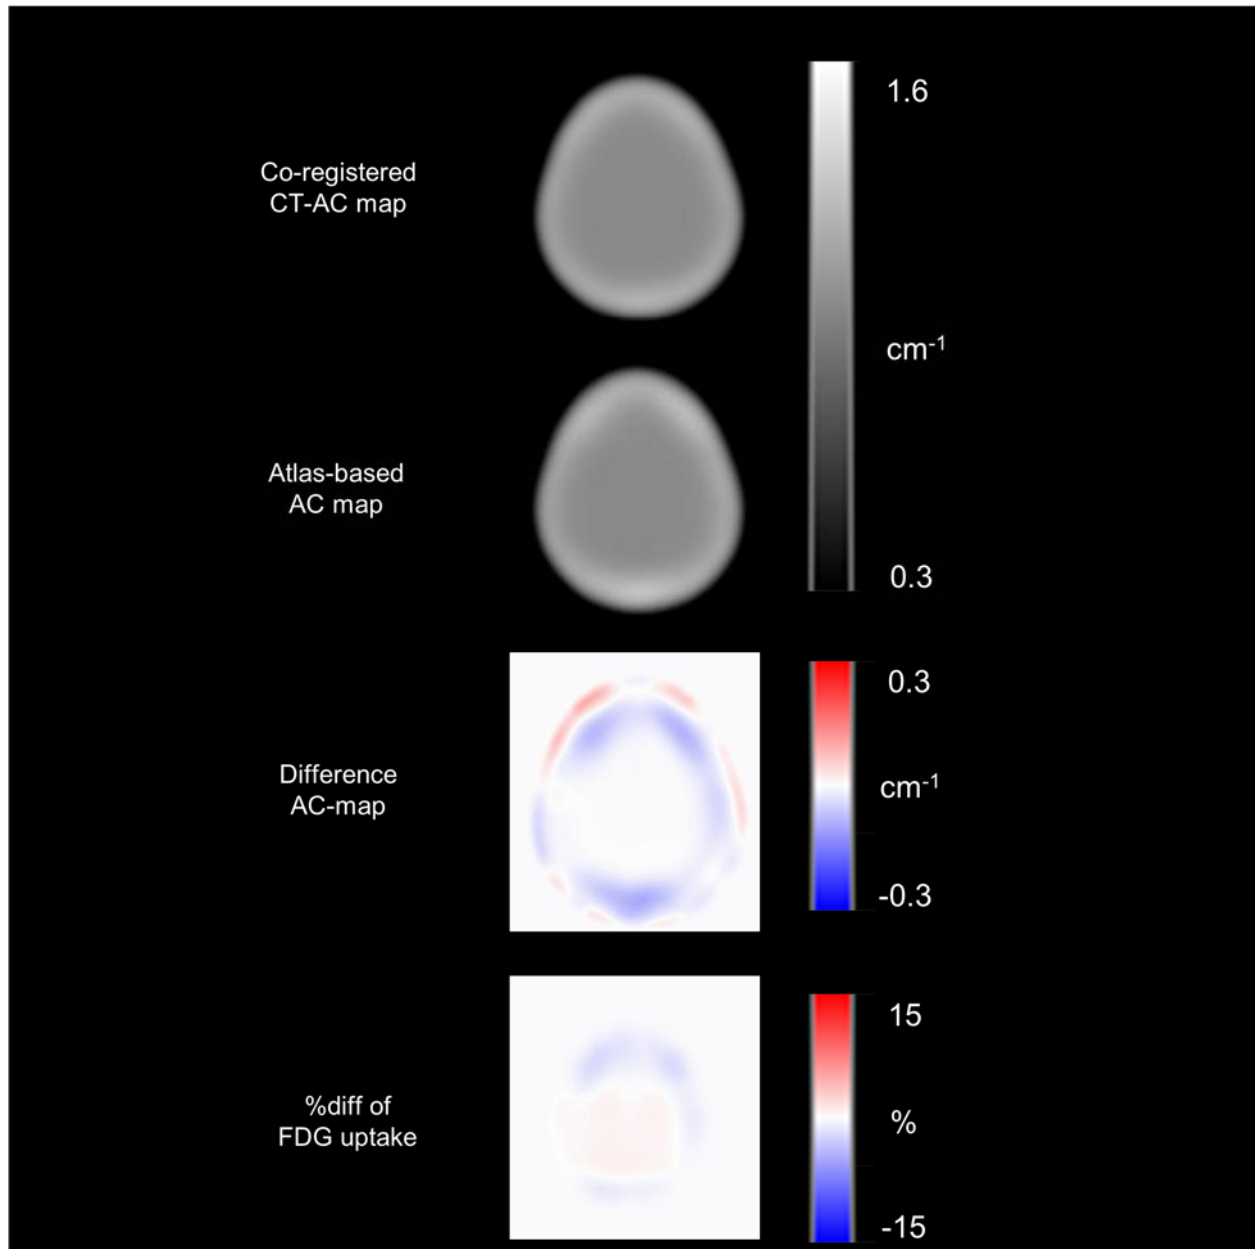 Co-registered
CT-AC map
1.6
cm⁻¹
0.3
Atlas-based
AC map
Difference
AC-map
0.3
cm⁻¹
-0.3
%diff of
FDG uptake
15
%
-15